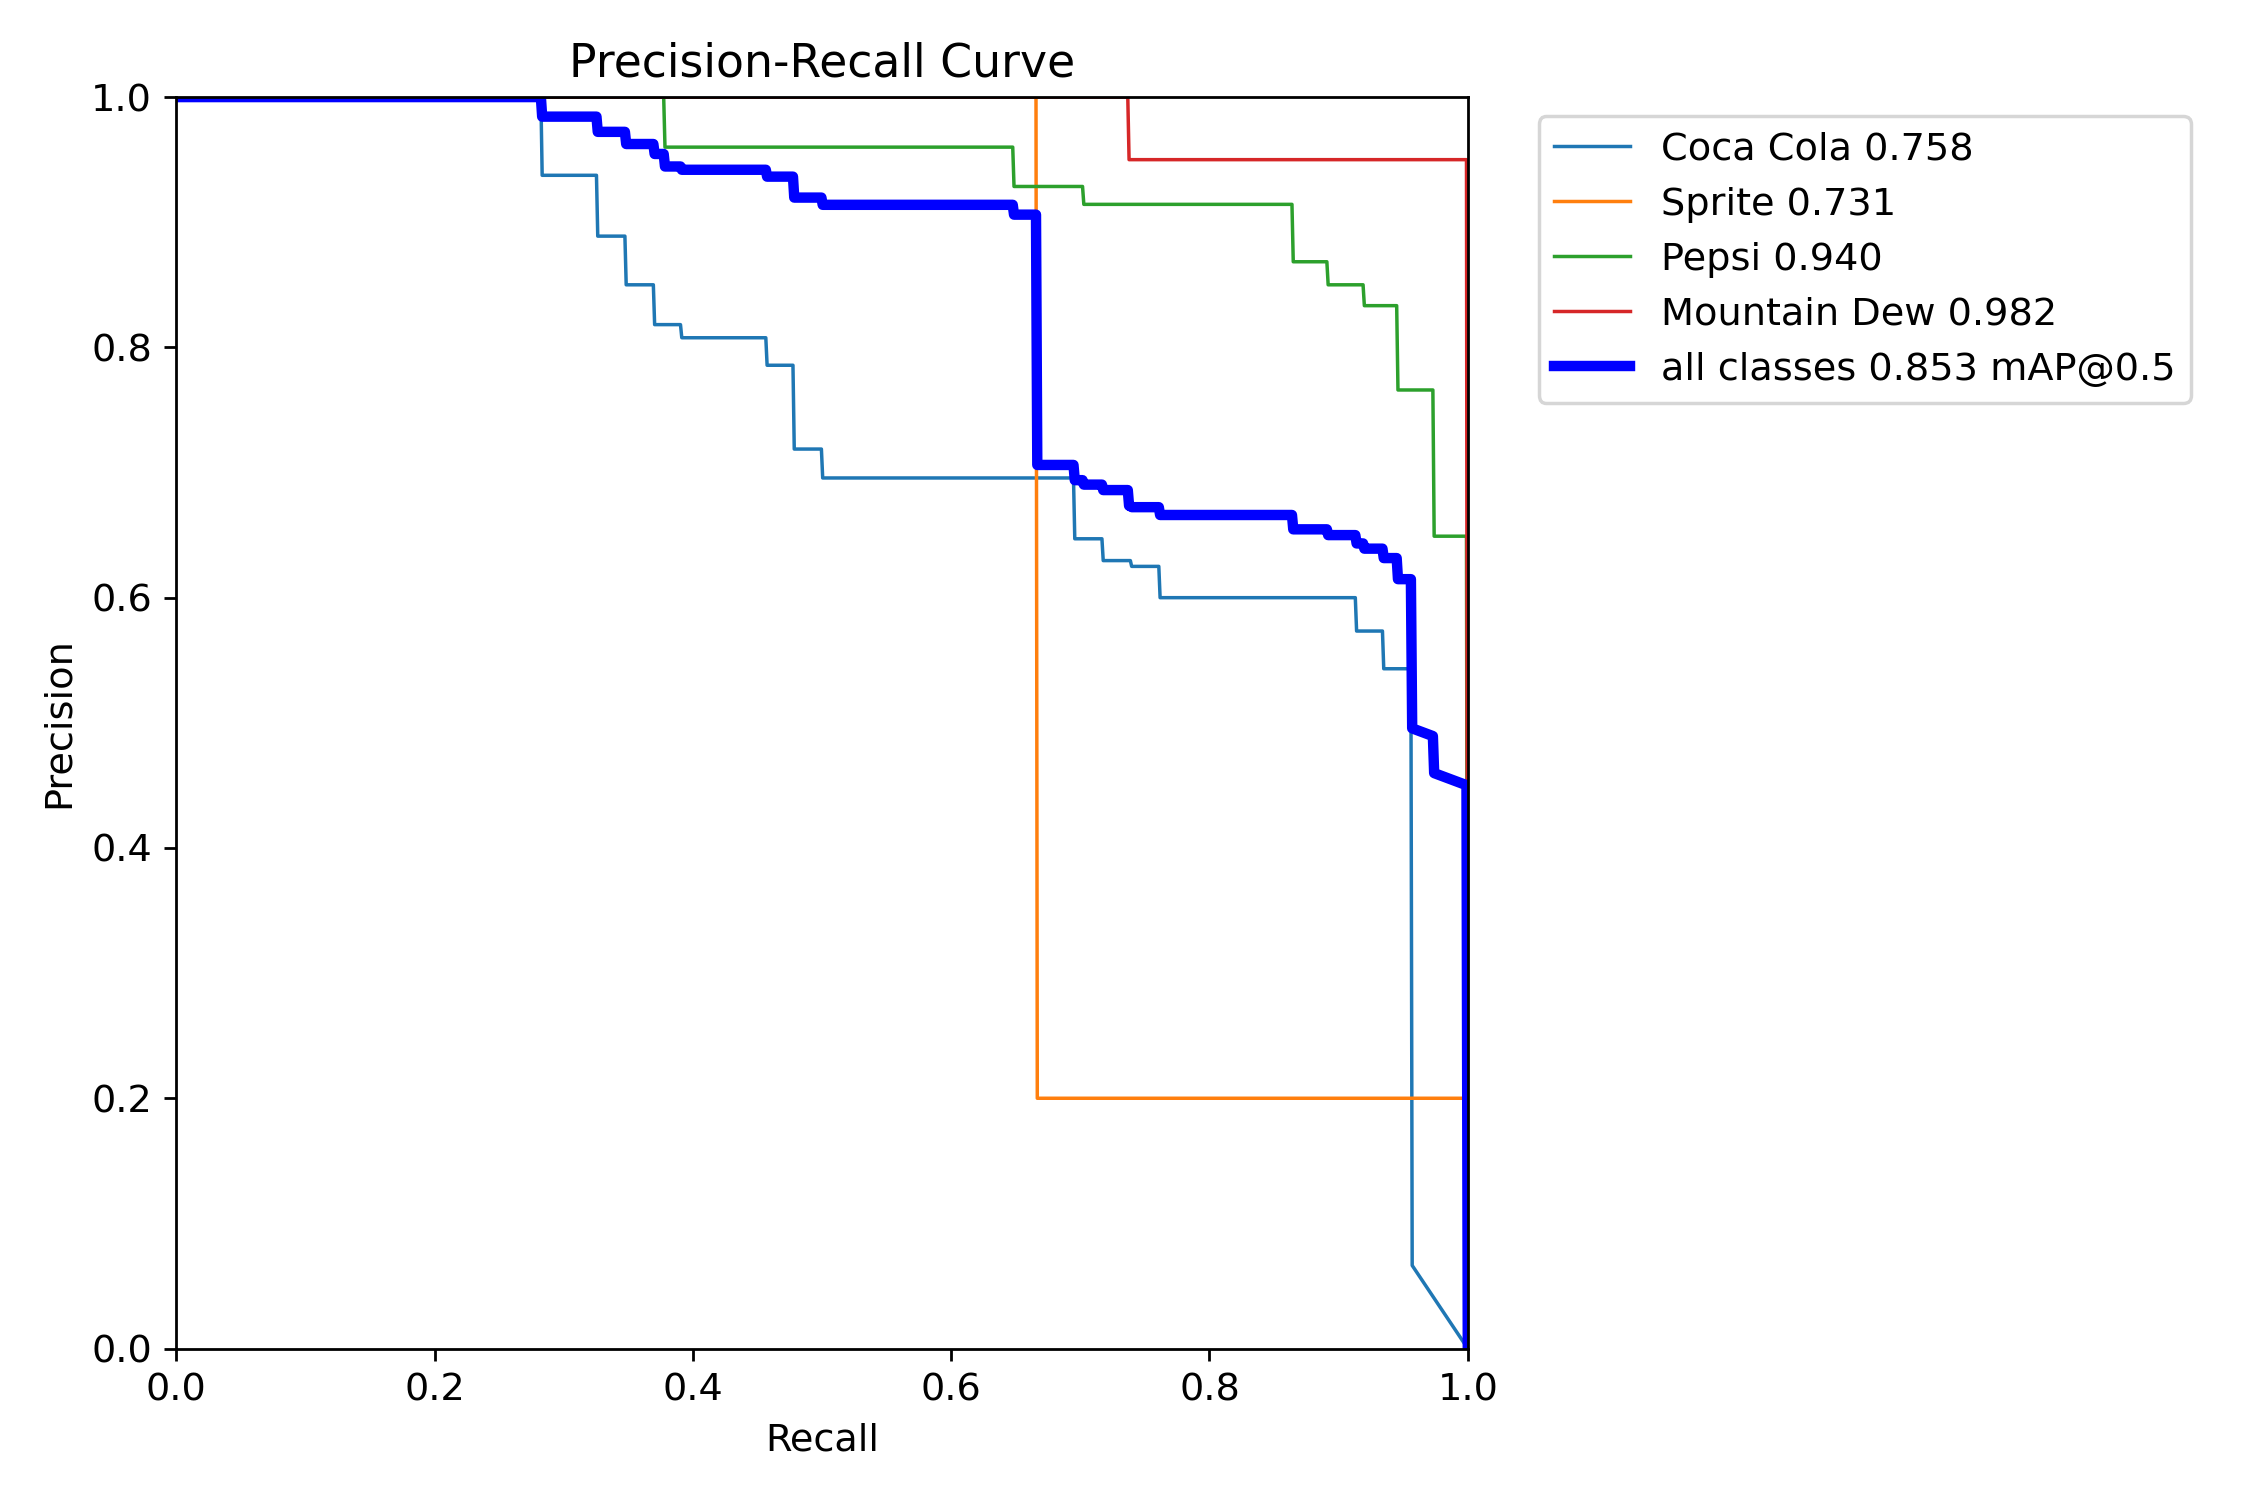 Precision-Recall Curve
1.0
0.8
0.6
0.4
0.2
0.0
Precision
0.0 0.2 0.4 0.6 0.8 1.0
Recall
Coca Cola 0.758
Sprite 0.731
Pepsi 0.940
Mountain Dew 0.982
all classes 0.853 mAP@0.5